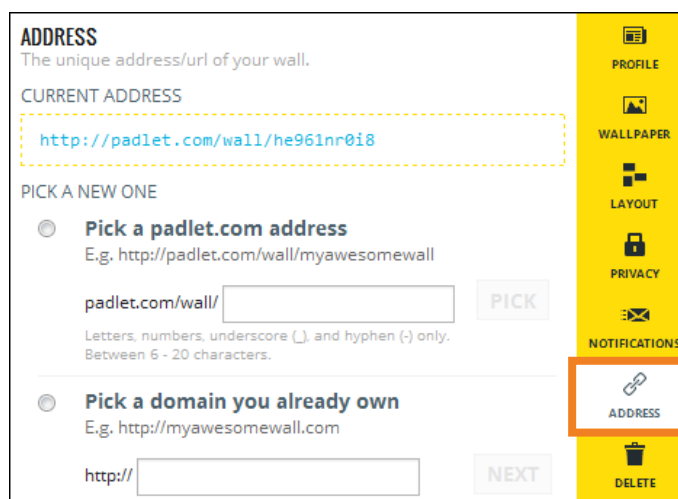 ADDRESS
The unique address/url of your wall.
CURRENT ADDRESS
http://padlet.com/wall/he961nr0i8
PICK A NEW ONE
Pick a padlet.com address
E.g. http://padlet.com/wall/myawesomewall
padlet.com/wall/
PICK
Letters, numbers, underscore (_), and hyphen (-) only.
Between 6 - 20 characters.
Pick a domain you already own
E.g. http://myawesomewall.com
http://
NEXT
PROFILE
WALLPAPER
LAYOUT
PRIVACY
NOTIFICATIONS
ADDRESS
DELETE